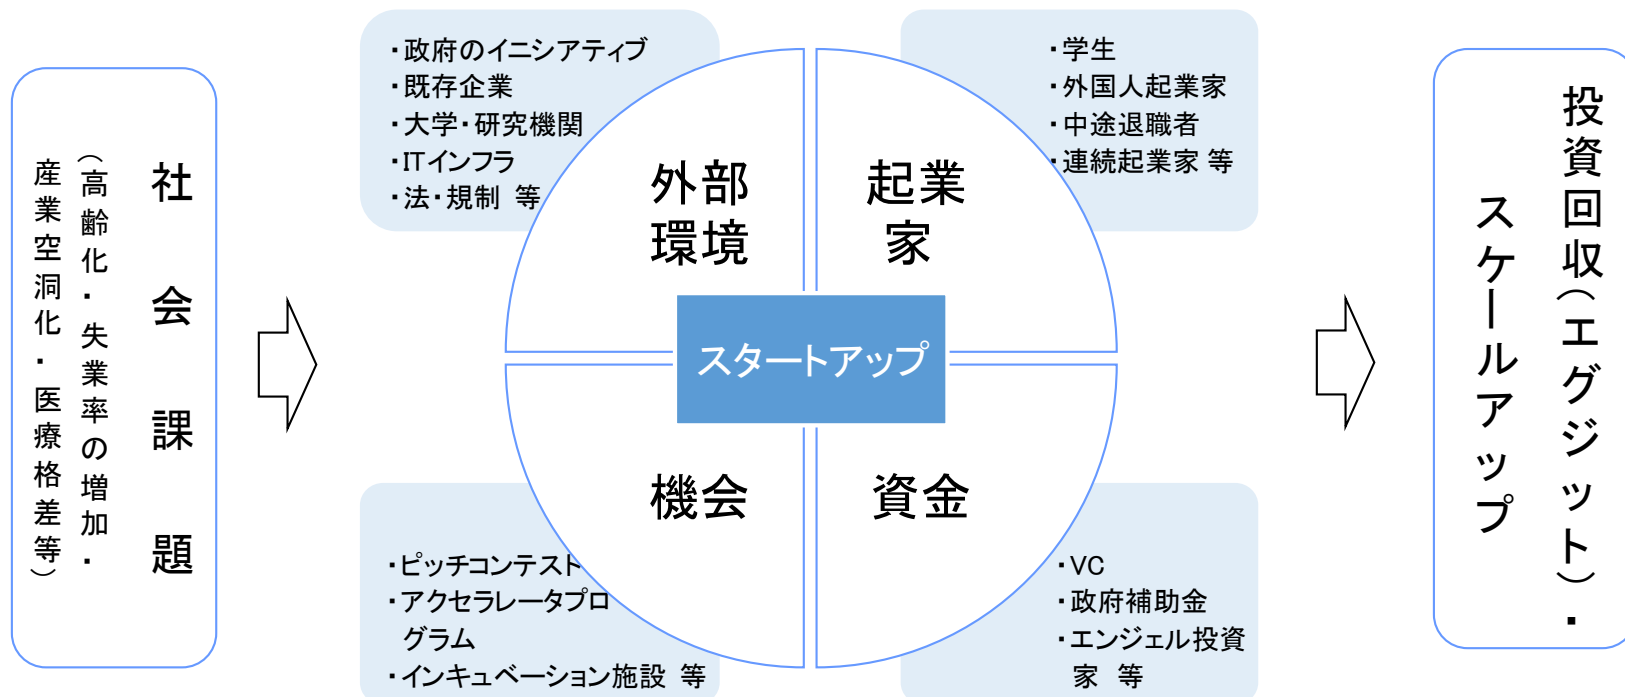 社会課題
（高齢化・失業率の増加・
産業空洞化・医療格差等）
・政府のイニシアティブ
・既存企業
・大学・研究機関
・ITインフラ
・法・規制 等
外部
環境
・学生
・外国人起業家
・中途退職者
・連続起業家 等
起業
家
スタートアップ
機会
・ピッチコンテスト
・アクセラレータプロ
グラム
・インキュベーション施設 等
資金
・VC
・政府補助金
・エンジェル投資
家 等
投資回収（エグジット）・
スケールアップ